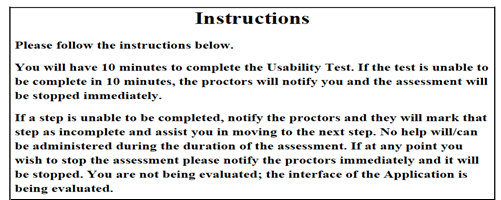 Instructions
Please follow the instructions below.
You will have 10 minutes to complete the Usability Test. If the test is unable to
be complete in 10 minutes, the proctors will notify you and the assessment will
be stopped immediately.
If a step is unable to be completed, notify the proctors and they will mark that
step as incomplete and assist you in moving to the next step. No help will/can
be administered during the duration of the assessment. If at any point you
wish to stop the assessment please notify the proctors immediately and it will
be stopped. You are not being evaluated; the interface of the Application is
being evaluated.